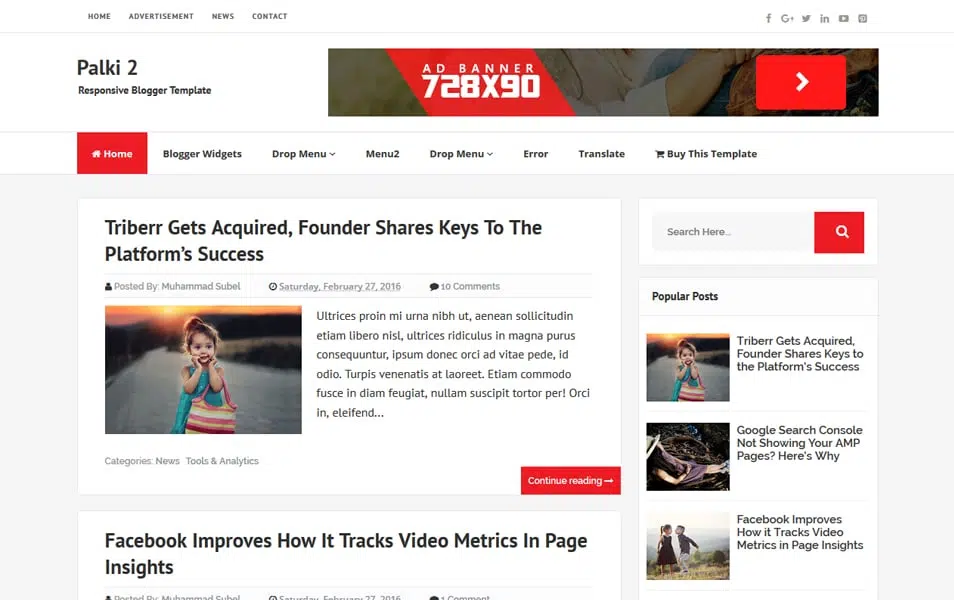 HOME ADVERTISEMENT NEWS CONTACT
Palki 2
Responsive Blogger Template
AD BANNER
728X90
Home Blogger Widgets Drop Menu Menu2 Drop Menu Error Translate Buy This Template
Triberr Gets Acquired, Founder Shares Keys To The
Platform’s Success
Posted By: Muhammad Subel Saturday, February 27, 2016 10 Comments
Ultrices proin mi urna nibh ut, aenean sollicitudin
etiam libero nisl, ultrices ridiculus in magna purus
consequuntur, ipsum donec orci ad vitae pede, id
odio. Turpis venenatis at laoreet. Etiam commodo
fusce in diam feugiat, nullam suscipit tortor per! Orci
in, eleifend...
Categories: News Tools & Analytics
Continue reading
Facebook Improves How It Tracks Video Metrics In Page
Insights
Posted By: Muhammad Subel Saturday, February 27, 2016 1 Comment
Search Here...
Popular Posts
Triberr Gets Acquired,
Founder Shares Keys to
the Platform’s Success
Google Search Console
Not Showing Your AMP
Pages? Here’s Why
Facebook Improves
How it Tracks Video
Metrics in Page Insights